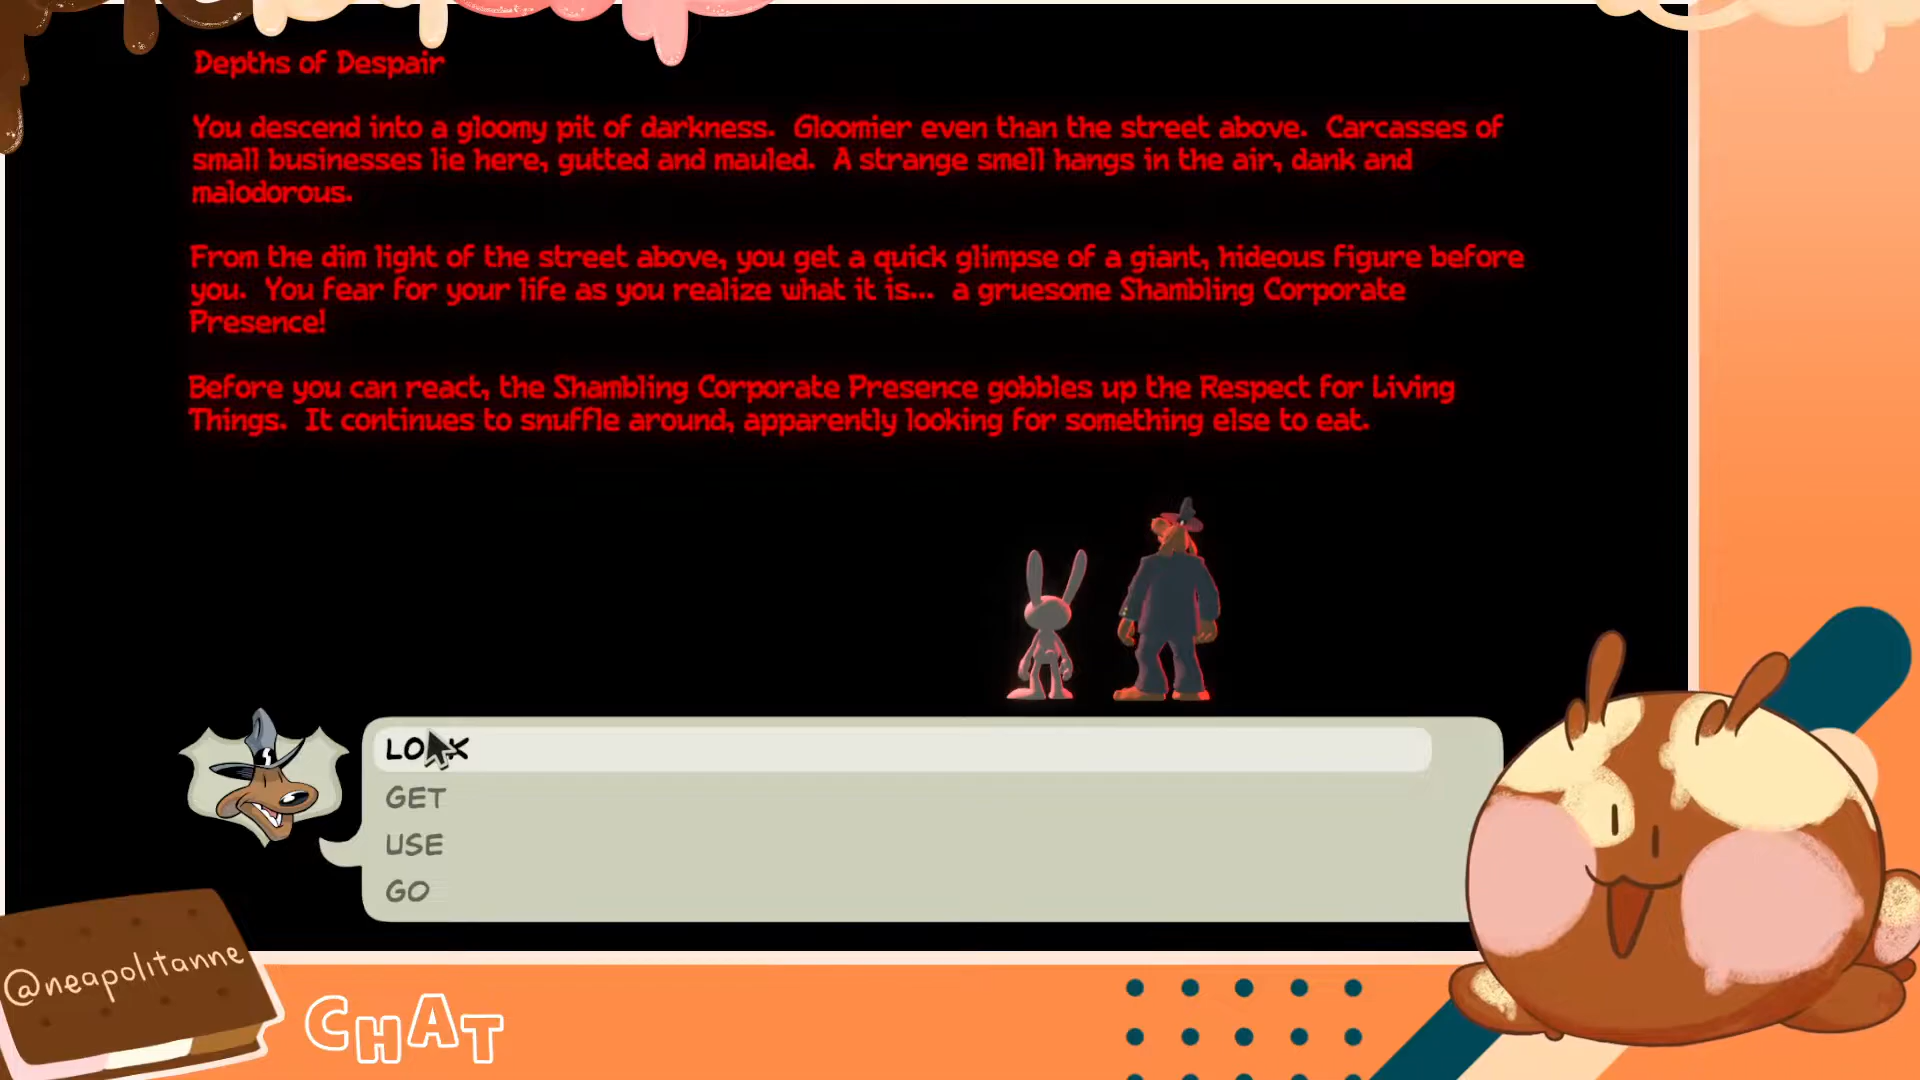 Depths of Despair
You descend into a gloomy pit of darkness. Gloomier even than the street above. Carcasses of
small businesses lie here, gutted and mauled. A strange smell hangs in the air, dank and
malodorous.
From the dim light of the street above, you get a quick glimpse of a giant, hideous figure before
you. You fear for your life as you realize what it is... a gruesome Shambling Corporate
Presence!
Before you can react, the Shambling Corporate Presence gobbles up the Respect for Living
Things. It continues to snuffle around, apparently looking for something else to eat.
LOOK
GET
USE
GO
@neapolitanne
CHAT